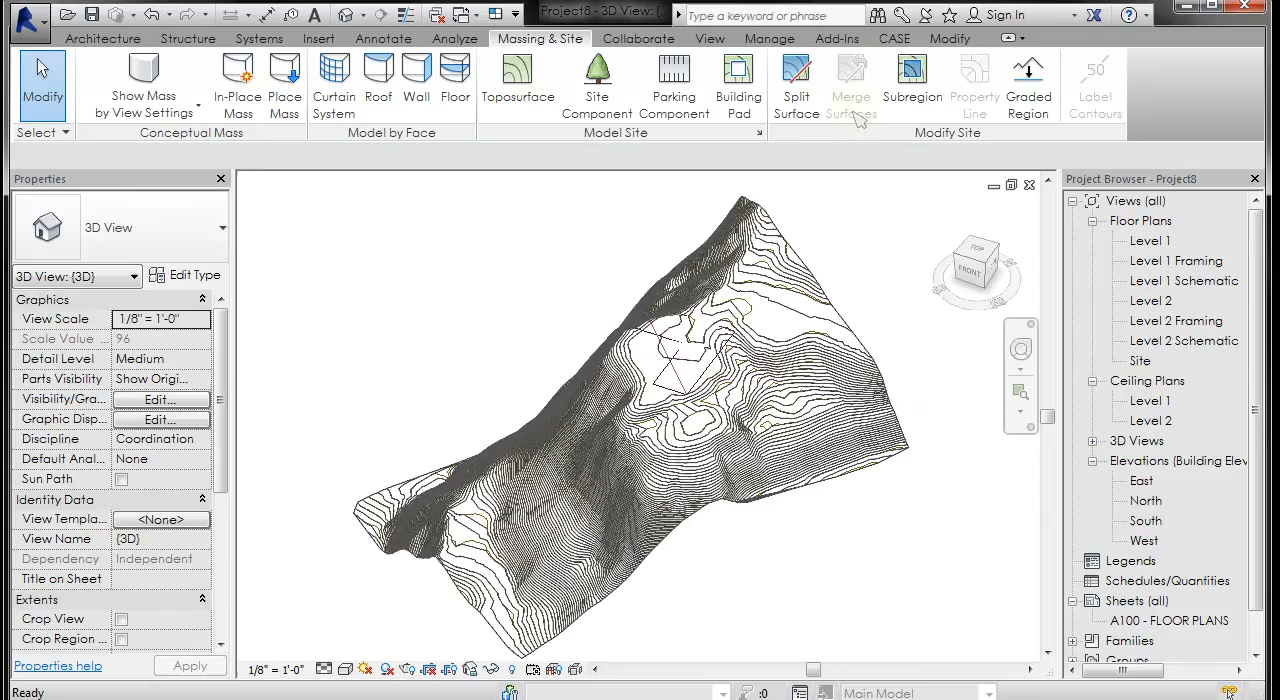 Project8 - 3D View: {...
Type a keyword or phrase
Sign In
Architecture Structure Systems Insert Annotate Analyze Massing & Site Collaborate View Manage Add-Ins CASE Modify
Modify
Show Mass
by View Settings
In-Place
Mass
Place
Mass
Curtain
System
Roof
Wall
Floor
Toposurface
Site
Component
Parking
Component
Building
Pad
Split
Surface
Merge
Surfaces
Subregion
Property
Line
Graded
Region
50
Label
Contours
Select
Conceptual Mass
Model by Face
Model Site
Modify Site
Properties
3D View
3D View: {3D}
Edit Type
Graphics
View Scale 1/8" = 1'-0"
Scale Value ... 96
Detail Level Medium
Parts Visibility Show Origi...
Visibility/Gra... Edit...
Graphic Disp... Edit...
Discipline Coordination
Default Anal... None
Sun Path
Identity Data
View Templa... <None>
View Name {3D}
Dependency Independent
Title on Sheet
Extents
Crop View
Crop Region ...
Properties help
Apply
TOP
FRONT
1/8" = 1'-0"
Project Browser - Project8
Views (all)
Floor Plans
Level 1
Level 1 Framing
Level 1 Schematic
Level 2
Level 2 Framing
Level 2 Schematic
Site
Ceiling Plans
Level 1
Level 2
3D Views
Elevations (Building Elev
East
North
South
West
Legends
Schedules/Quantities
Sheets (all)
A100 - FLOOR PLANS
Families
Groups
Ready
:0
Main Model